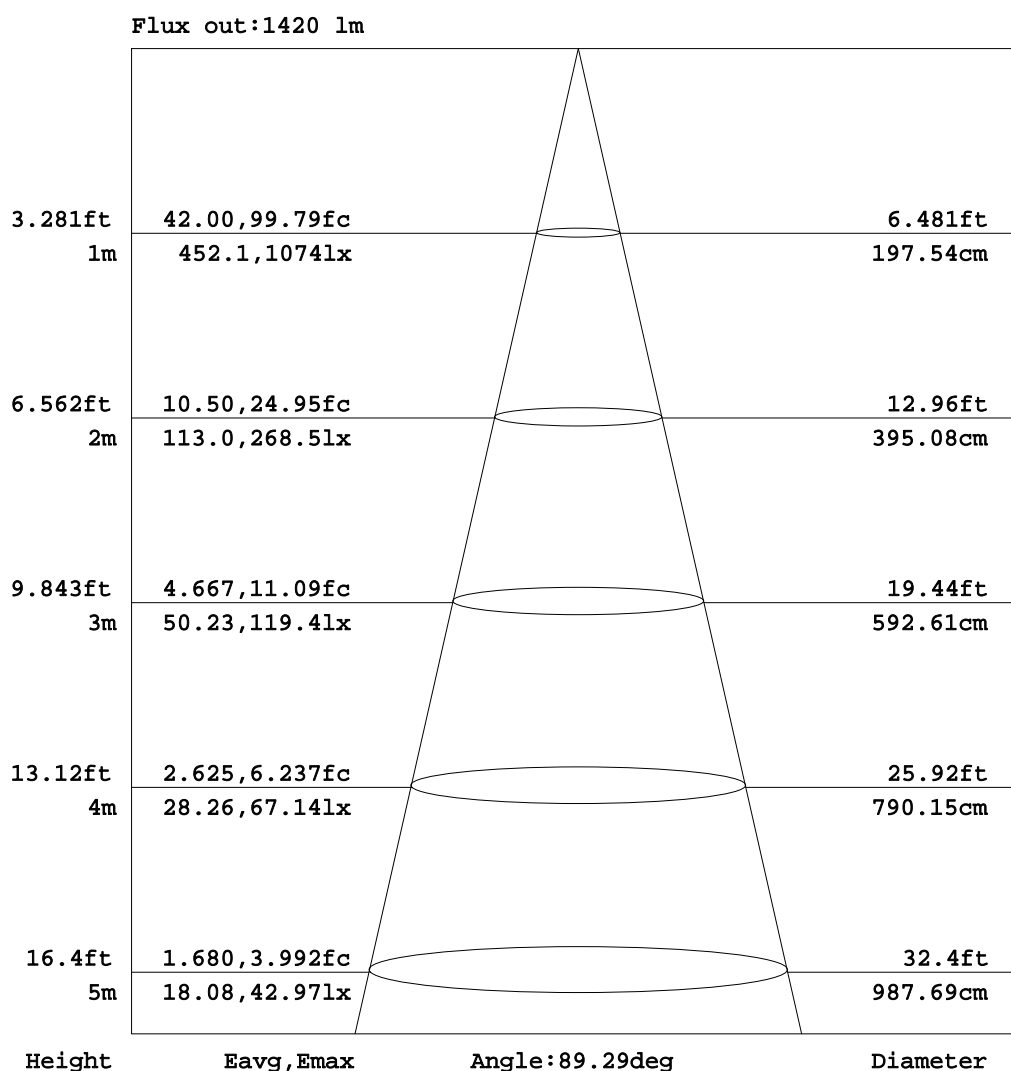 Flux out:1420 lm
3.281ft 42.00,99.79fc 6.481ft
1m 452.1,1074lx 197.54cm
6.562ft 10.50,24.95fc 12.96ft
2m 113.0,268.5lx 395.08cm
9.843ft 4.667,11.09fc 19.44ft
3m 50.23,119.4lx 592.61cm
13.12ft 2.625,6.237fc 25.92ft
4m 28.26,67.14lx 790.15cm
16.4ft 1.680,3.992fc 32.4ft
5m 18.08,42.97lx 987.69cm
Height Eavg,Emax Angle:89.29deg Diameter